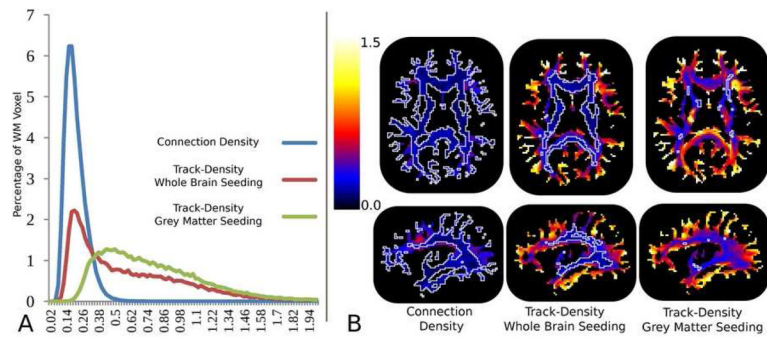 7
6
5
4
3
2
1
0
Percentage of WM Voxel
Connection Density
Track-Density
Whole Brain Seeding
Track-Density
Grey Matter Seeding
0.02 0.14 0.26 0.38 0.5 0.62 0.74 0.86 0.98 1.1 1.22 1.34 1.46 1.58 1.7 1.82 1.94
A
1.5
0.0
B
Connection
Density
Track-Density
Whole Brain Seeding
Track-Density
Grey Matter Seeding